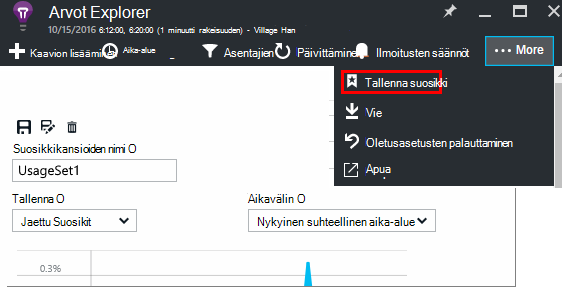 Arvot Explorer
10/15/2016 6:12:00, 6:20:00 (1 minuutti rakeisuuden) - Village Han
Kaavion lisääminen Aika-alue Asentajien Päivittäminen Ilmoitusten säännöt ··· More
Tallenna suosikki
Vie
Oletusasetusten palauttaminen
Apua
Suosikkikansioiden nimi O
UsageSet1
Tallenna O Aikavälin O
Jaettu Suosikit Nykyinen suhteellinen aika-alue
0.3%